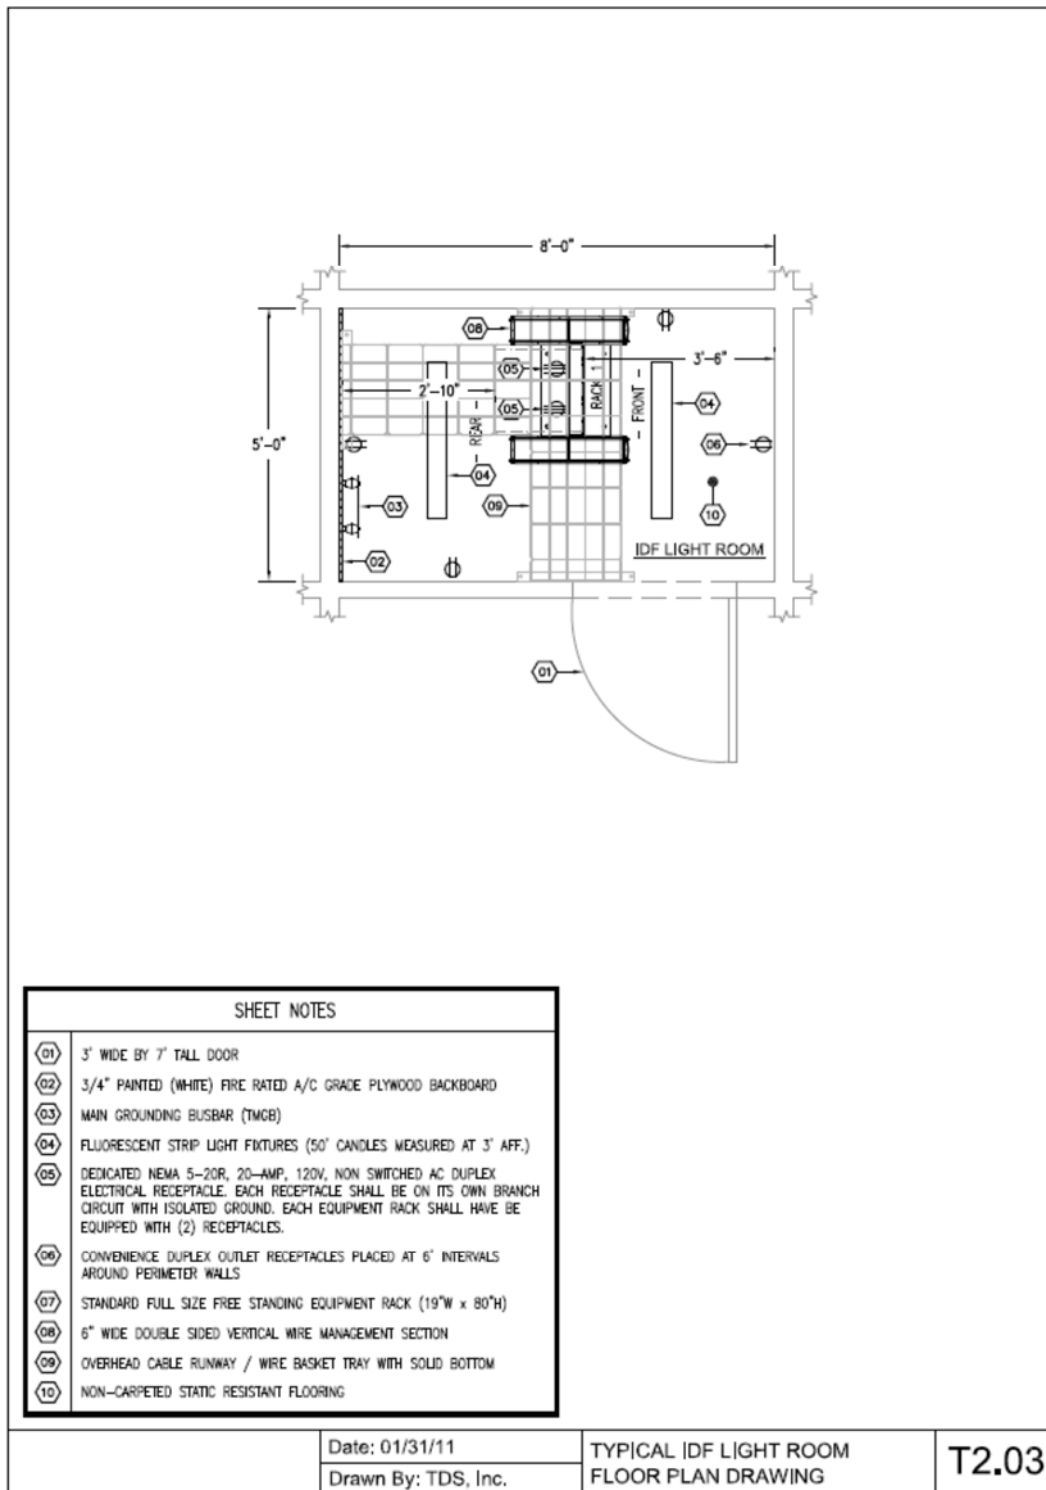 8'-0"
08
3'-6"
05
RACK 1
- FRONT -
2'-10"
04
05
- REAR -
06
5'-0"
04
03
09
10
IDF LIGHT ROOM
02
01
SHEET NOTES
01 3' WIDE BY 7' TALL DOOR
02 3/4" PAINTED (WHITE) FIRE RATED A/C GRADE PLYWOOD BACKBOARD
03 MAIN GROUNDING BUSBAR (TMGB)
04 FLUORESCENT STRIP LIGHT FIXTURES (50' CANDLES MEASURED AT 3' AFF.)
05 DEDICATED NEMA 5-20R, 20-AMP, 120V, NON SWITCHED AC DUPLEX
ELECTRICAL RECEPTACLE. EACH RECEPTACLE SHALL BE ON ITS OWN BRANCH
CIRCUIT WITH ISOLATED GROUND. EACH EQUIPMENT RACK SHALL HAVE BE
EQUIPPED WITH (2) RECEPTACLES.
06 CONVENIENCE DUPLEX OUTLET RECEPTACLES PLACED AT 6' INTERVALS
AROUND PERIMETER WALLS
07 STANDARD FULL SIZE FREE STANDING EQUIPMENT RACK (19"W x 80"H)
08 6" WIDE DOUBLE SIDED VERTICAL WIRE MANAGEMENT SECTION
09 OVERHEAD CABLE RUNWAY / WIRE BASKET TRAY WITH SOLID BOTTOM
10 NON-CARPETED STATIC RESISTANT FLOORING
Date: 01/31/11
Drawn By: TDS, Inc.
TYPICAL IDF LIGHT ROOM
FLOOR PLAN DRAWING
T2.03